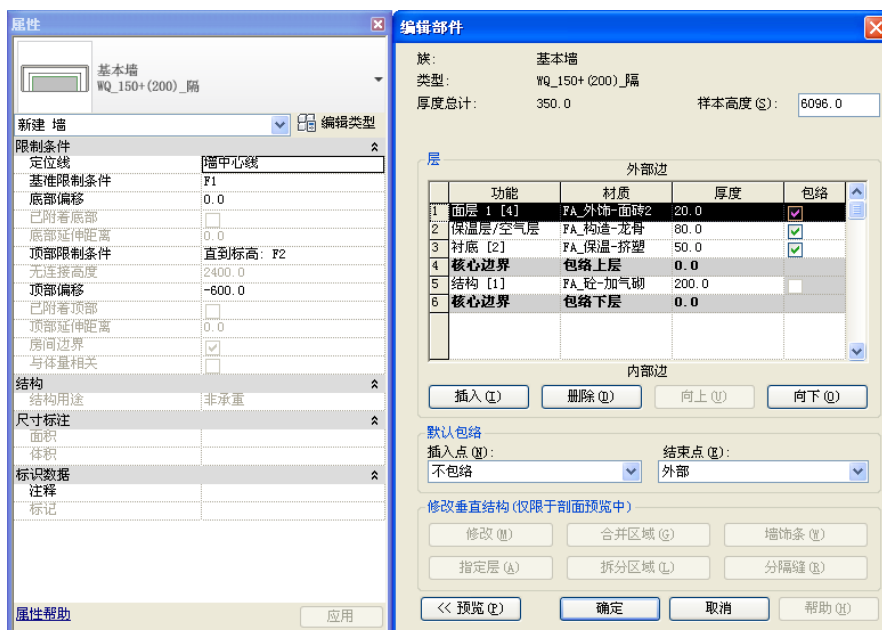 属性
基本墙
WQ_150+(200)_隔
新建 墙
编辑类型
限制条件
定位线 墙中心线
基准限制条件 F1
底部偏移 0.0
已附着底部
底部延伸距离 0.0
顶部限制条件 直到标高: F2
无连接高度 2400.0
顶部偏移 -600.0
已附着顶部
顶部延伸距离 0.0
房间边界
与体量相关
结构
结构用途 非承重
尺寸标注
面积
体积
标识数据
注释
标记
属性帮助
应用
编辑部件
族: 基本墙
类型: WQ_150+(200)_隔
厚度总计: 350.0 样本高度(S): 6096.0
层
外部边
功能 材质 厚度 包络
1 面层 1 [4] FA_外饰-面砖2 20.0
2 保温层/空气层 FA_构造-龙骨 80.0
3 衬底 [2] FA_保温-挤塑 50.0
4 核心边界 包络上层 0.0
5 结构 [1] FA_砼-加气砌 200.0
6 核心边界 包络下层 0.0
内部边
插入(I) 删除(D) 向上(U) 向下(O)
默认包络
插入点(N): 结束点(E):
不包络 外部
修改垂直结构(仅限于剖面预览中)
修改(M) 合并区域(G) 墙饰条(W)
指定层(A) 拆分区域(L) 分隔缝(R)
<< 预览(P) 确定 取消 帮助(H)